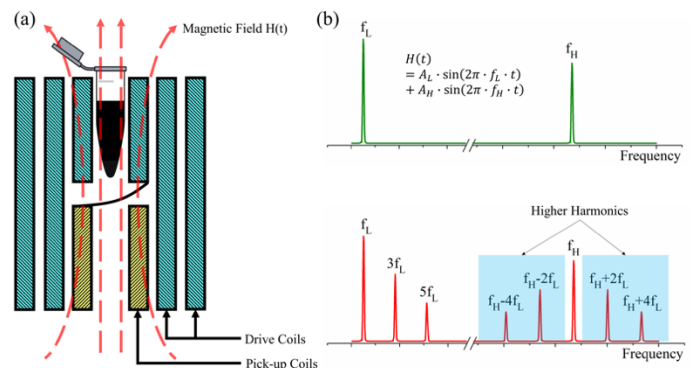 (a)
Magnetic Field H(t)
Drive Coils
Pick-up Coils
(b)
f_L
f_H
H(t)
= A_L · sin(2π · f_L · t)
+ A_H · sin(2π · f_H · t)
Frequency
Higher Harmonics
f_L
3f_L
5f_L
f_H-4f_L
f_H-2f_L
f_H
f_H+2f_L
f_H+4f_L
Frequency